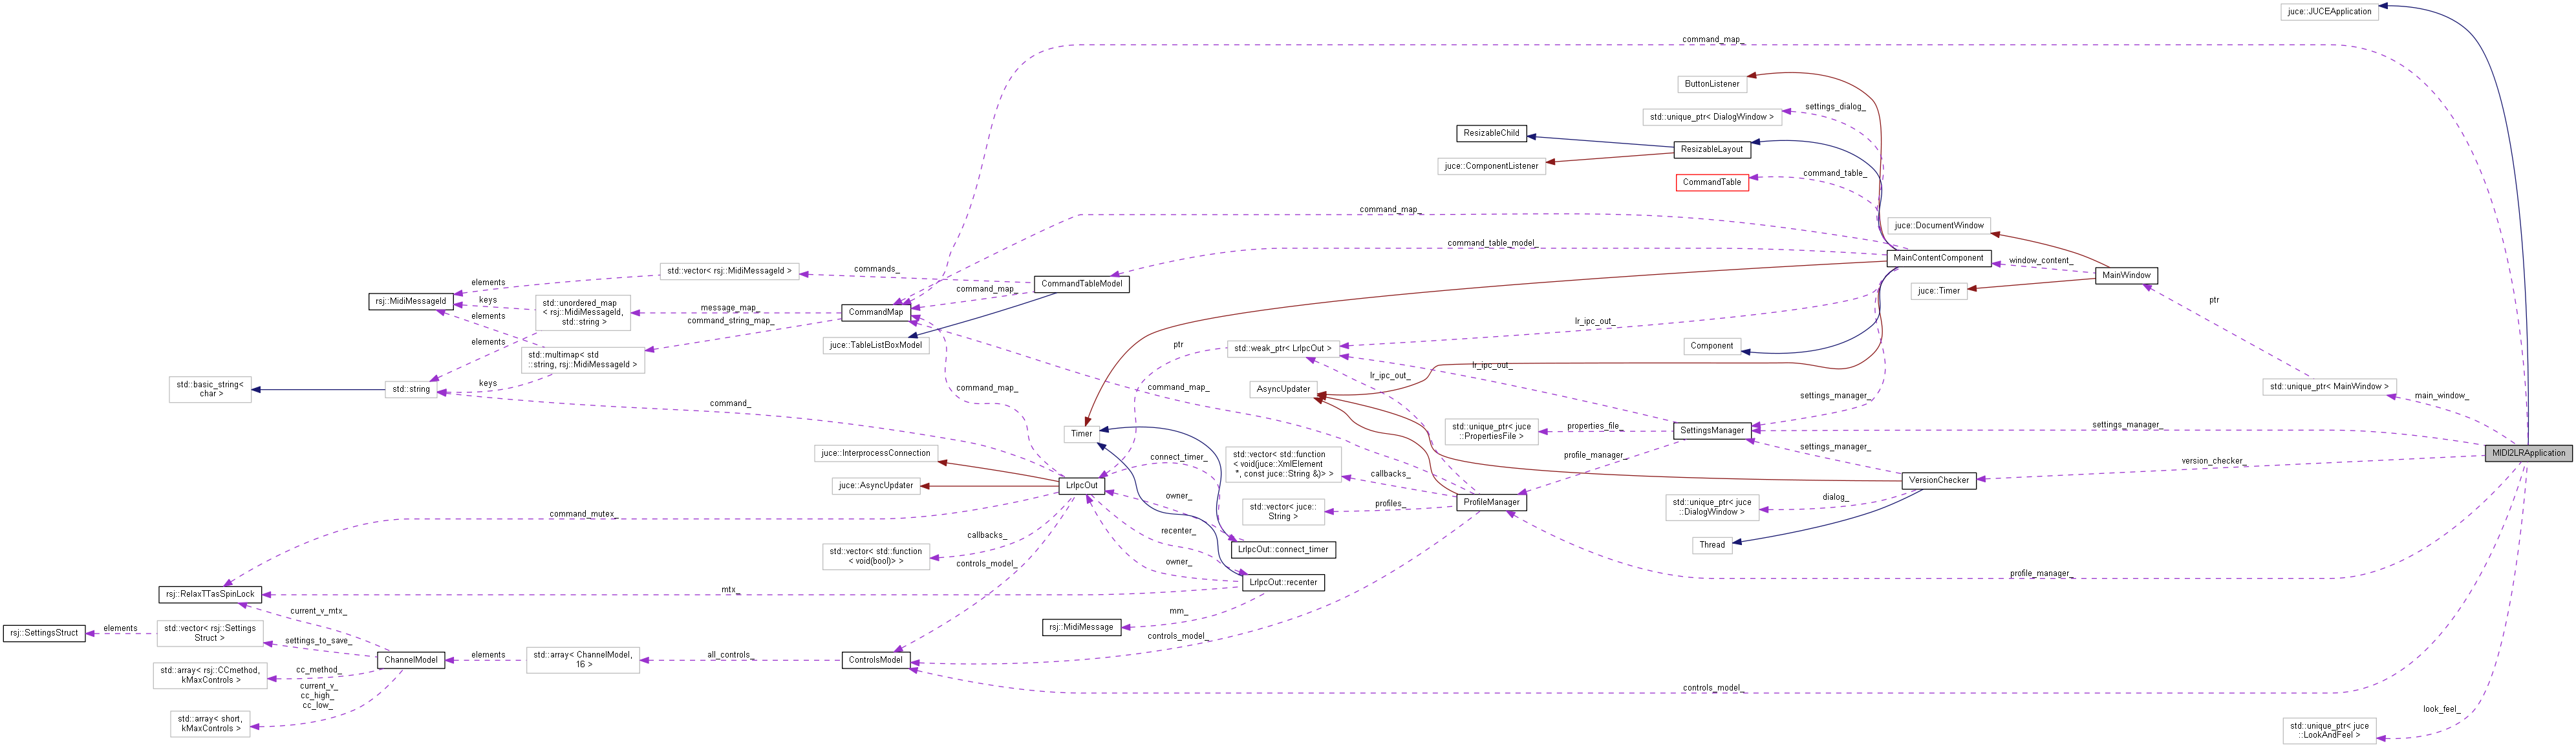 juce::JUCEApplication
command_map_
ButtonListener
settings_dialog_
std::unique_ptr< DialogWindow >
ResizableChild
ResizableLayout
juce::ComponentListener
command_table_
CommandTable
command_map_
juce::DocumentWindow
command_table_model_
MainContentComponent
window_content_
MainWindow
std::vector< rsj::MidiMessageId >
commands_
CommandTableModel
elements
rsj::MidiMessageId
keys
std::unordered_map
< rsj::MidiMessageId,
std::string >
command_map_
juce::Timer
ptr
message_map_
CommandMap
elements
command_string_map_
lr_ipc_out_
elements
juce::TableListBoxModel
ptr
std::weak_ptr< LrIpcOut >
Component
std::multimap< std
::string, rsj::MidiMessageId >
lr_ipc_out_
lr_ipc_out_
keys
std::basic_string<
char >
std::string
command_map_
command_map_
AsyncUpdater
std::unique_ptr< MainWindow >
settings_manager_
main_window_
command_
Timer
std::unique_ptr< juce
::PropertiesFile >
properties_file_
SettingsManager
settings_manager_
settings_manager_
juce::InterprocessConnection
connect_timer_
std::vector< std::function
< void(juce::XmlElement
*, const juce::String &)> >
profile_manager_
version_checker_
MIDI2LRApplication
callbacks_
juce::AsyncUpdater
LrIpcOut
owner_
ProfileManager
VersionChecker
command_mutex_
std::vector< juce::
String >
profiles_
std::unique_ptr< juce
::DialogWindow >
dialog_
recenter_
callbacks_
std::vector< std::function
< void(bool)> >
LrIpcOut::connect_timer
Thread
controls_model_
owner_
profile_manager_
LrIpcOut::recenter
mtx_
rsj::RelaxTTasSpinLock
current_v_mtx_
mm_
rsj::MidiMessage
rsj::SettingsStruct
elements
std::vector< rsj::Settings
Struct >
settings_to_save_
controls_model_
ChannelModel
elements
std::array< ChannelModel,
16 >
all_controls_
ControlsModel
std::array< rsj::CCmethod,
kMaxControls >
cc_method_
current_v_
cc_high_
cc_low_
controls_model_
std::array< short,
kMaxControls >
look_feel_
std::unique_ptr< juce
::LookAndFeel >